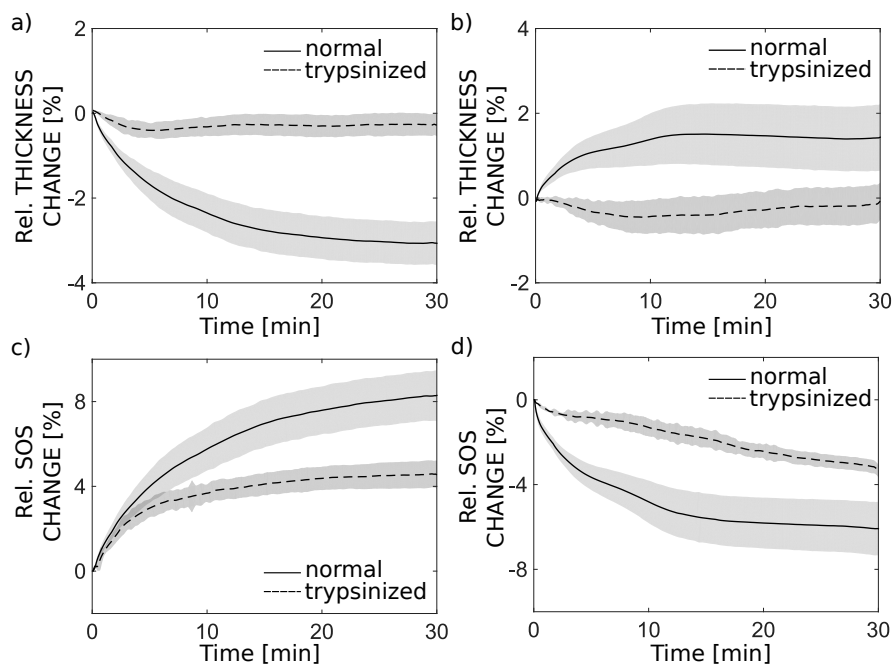 a)
Rel. THICKNESS
CHANGE [%]
2
0
-2
-4
normal
trypsinized
0
10
20
30
Time [min]
b)
Rel. THICKNESS
CHANGE [%]
4
2
0
-2
normal
trypsinized
0
10
20
30
Time [min]
c)
Rel. SOS
CHANGE [%]
8
4
0
normal
trypsinized
0
10
20
30
Time [min]
d)
Rel. SOS
CHANGE [%]
0
-4
-8
normal
trypsinized
0
10
20
30
Time [min]